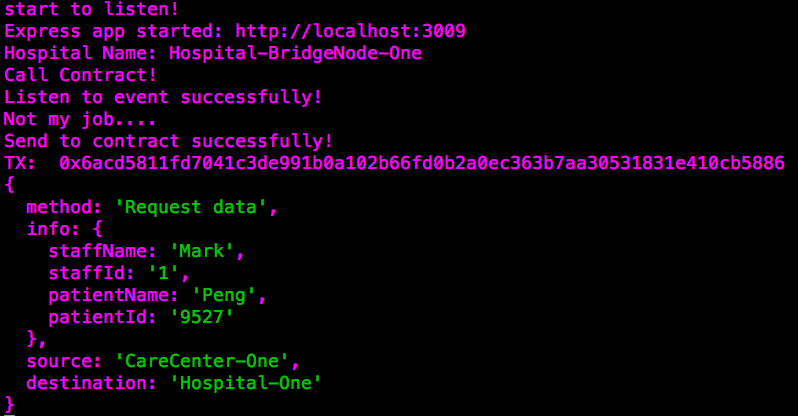 start to listen!
Express app started: http://localhost:3009
Hospital Name: Hospital-BridgeNode-One
Call Contract!
Listen to event successfully!
Not my job....
Send to contract successfully!
TX:  0x6acd5811fd7041c3de991b0a102b66fd0b2a0ec363b7aa30531831e410cb5886
{
  method: 'Request data',
  info: {
    staffName: 'Mark',
    staffId: '1',
    patientName: 'Peng',
    patientId: '9527'
  },
  source: 'CareCenter-One',
  destination: 'Hospital-One'
}